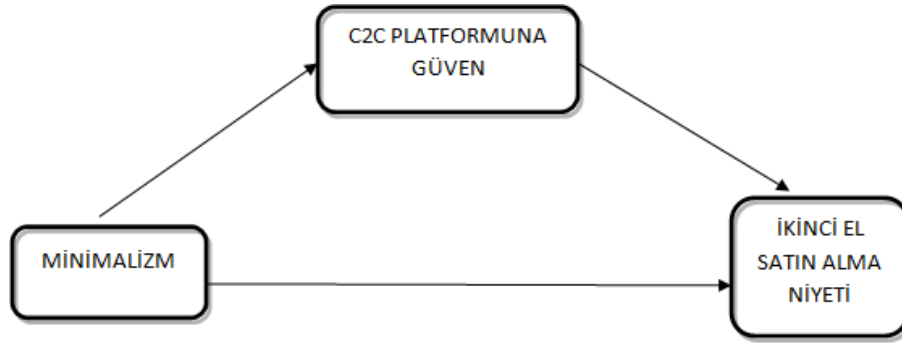 C2C PLATFORMUNA
GÜVEN
MİNİMALİZM
İKİNCİ EL
SATIN ALMA
NİYETİ